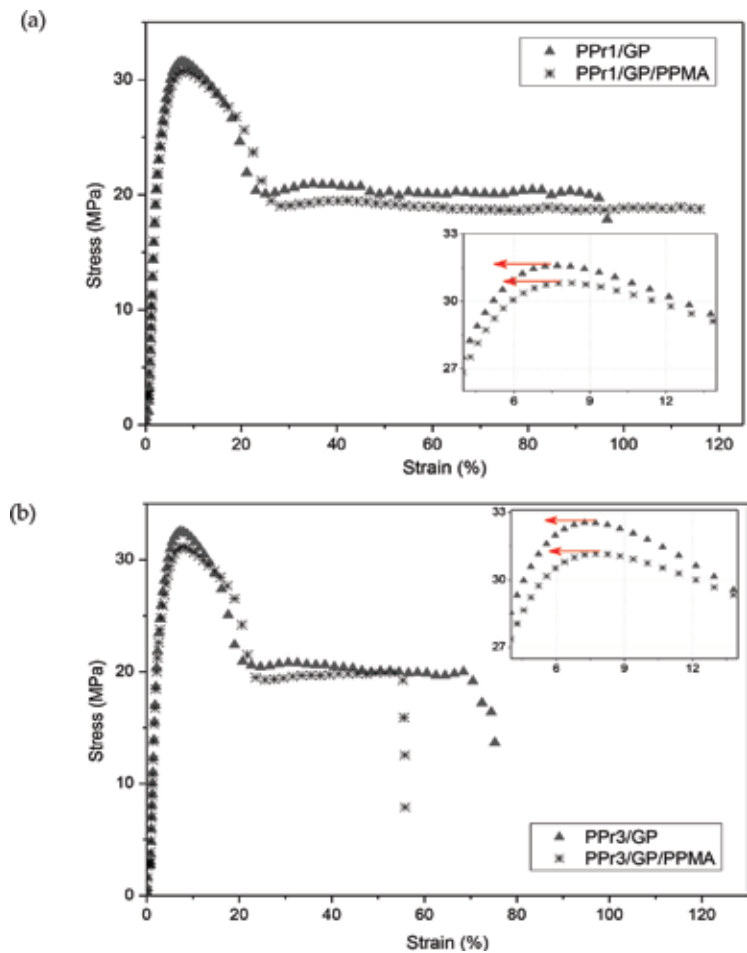 (a)
PPr1/GP
PPr1/GP/PPMA
Stress (MPa)
30
20
10
0
33
30
27
6 9 12
0 20 40 60 80 100 120
Strain (%)
(b)
PPr3/GP
PPr3/GP/PPMA
Stress (MPa)
30
20
10
0
33
30
27
6 9 12
0 20 40 60 80 100 120
Strain (%)